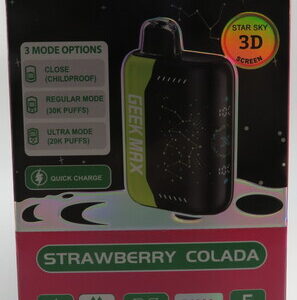 3 MODE OPTIONS
CLOSE
(CHILDPROOF)
REGULAR MODE
(30K PUFFS)
ULTRA MODE
(20K PUFFS)
QUICK CHARGE
STAR SKY
3D
SCREEN
GEEK MAX
STRAWBERRY COLADA